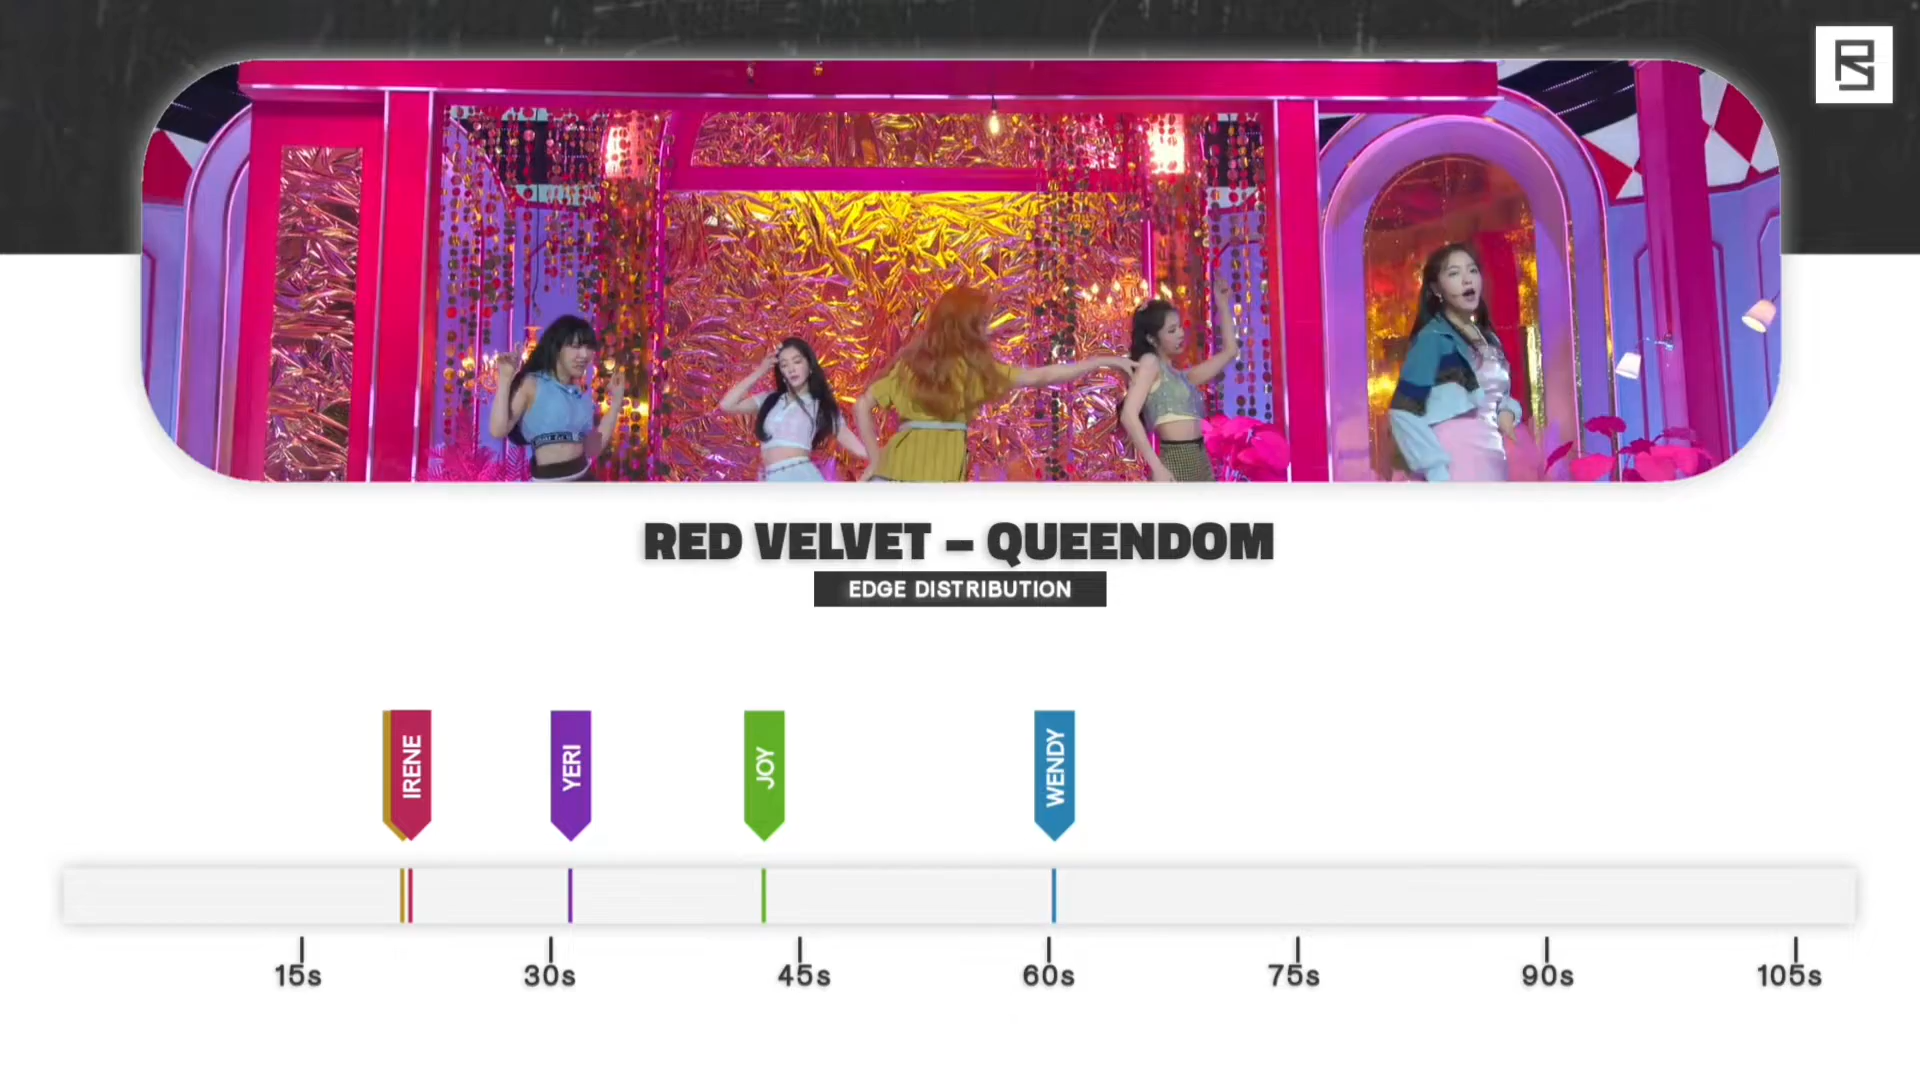 RED VELVET – QUEENDOM
EDGE DISTRIBUTION
IRENE
YERI
JOY
WENDY
15s
30s
45s
60s
75s
90s
105s